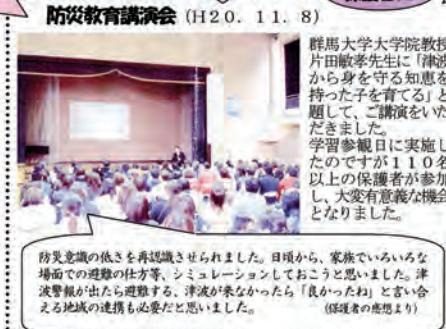 防災教育講演会(H20. 11. 8)
群馬大学大学院教授
片田敏孝先生に「津波
から身を守る知恵を
持った子を育てる」と
題して、ご講演をいた
だきました。
学習参観日に実施し
たのですが110名
以上の保護者が参加
し、大変有意義な機会
となりました。
防災意識の低さを再認識させられました。日頃から、家族でいろいろな
場面での避難の仕方等、シミュレーションしておこうと思いました。津
波警報が出たら避難する、津波が来なかったら「良かったね」と言い合
える地域の連携も必要だと思いました。 (保護者の感想より)